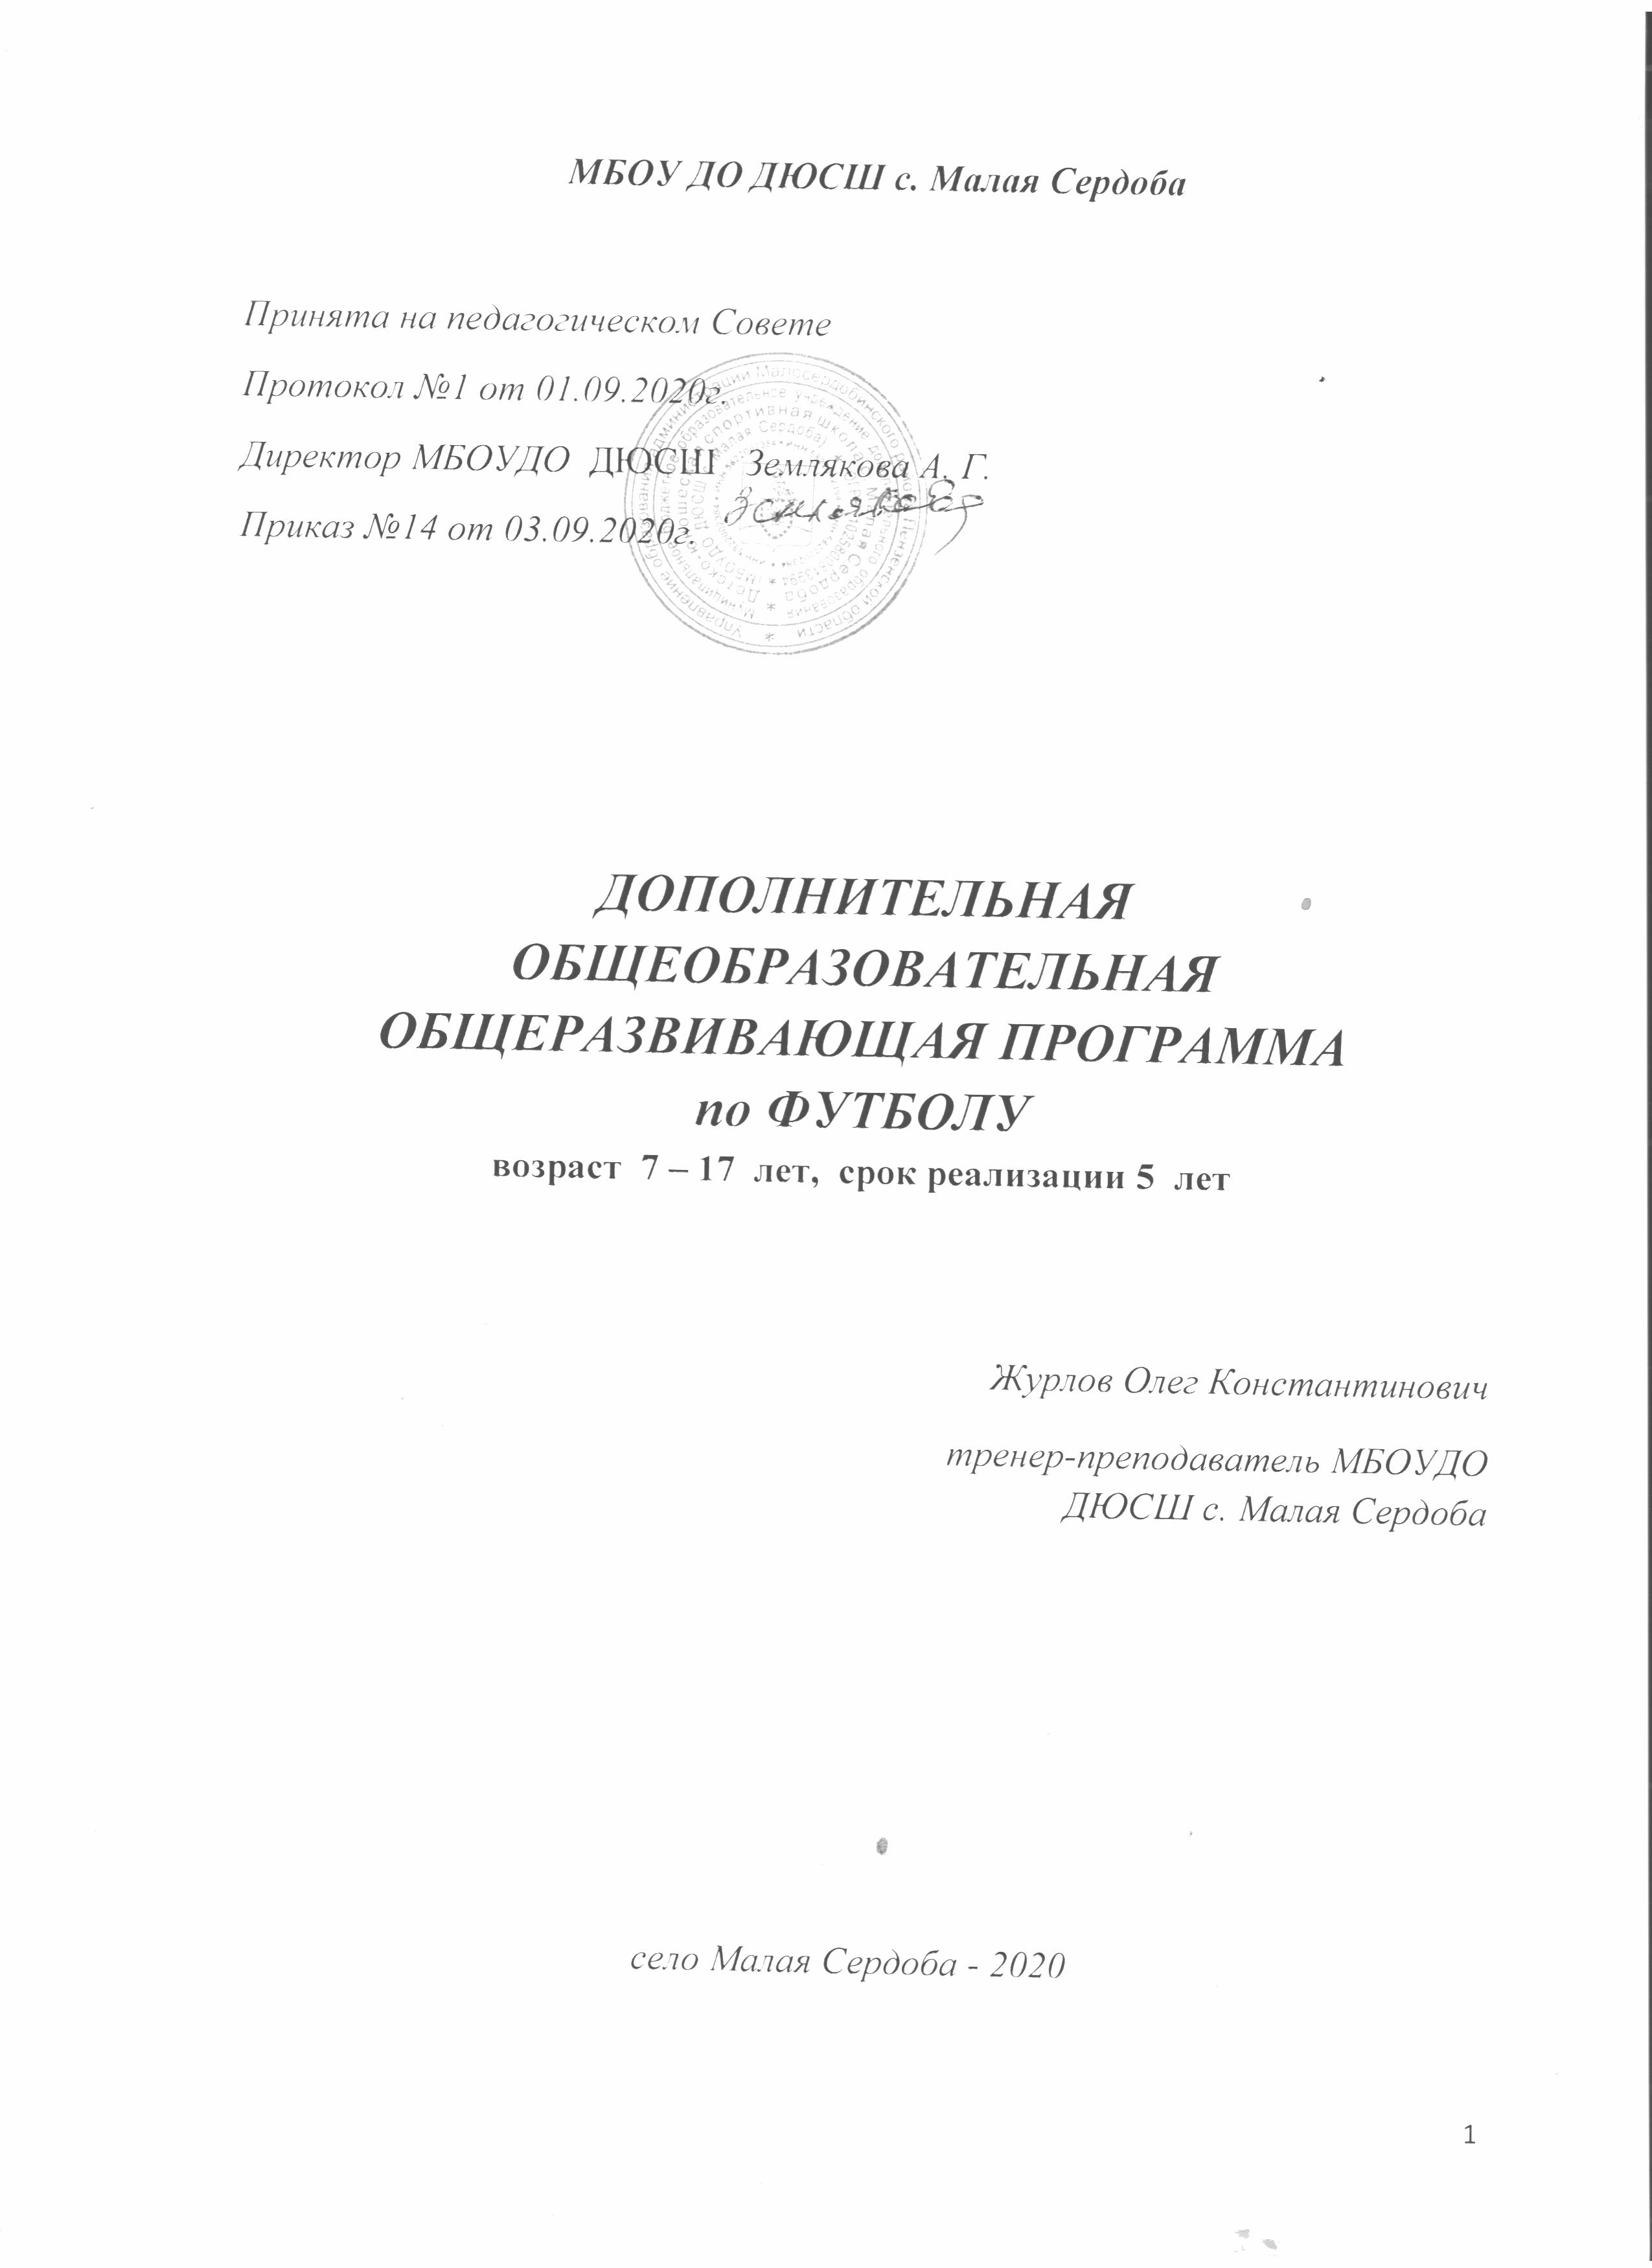 МБОУ ДО ДЮСШ с. Малая Сердоба
Принята на педагогическом Совете
Протокол №1 от 01.09.2020г.
Директор МБОУДО ДЮСШ Землякова А. Г.
Приказ №14 от 03.09.2020г.
ДОПОЛНИТЕЛЬНАЯ
ОБЩЕОБРАЗОВАТЕЛЬНАЯ
ОБЩЕРАЗВИВАЮЩАЯ ПРОГРАММА
по ФУТБОЛУ
возраст 7 – 17 лет, срок реализации 5 лет
Журлов Олег Константинович
тренер-преподаватель МБОУДО
ДЮСШ с. Малая Сердоба
село Малая Сердоба - 2020
1